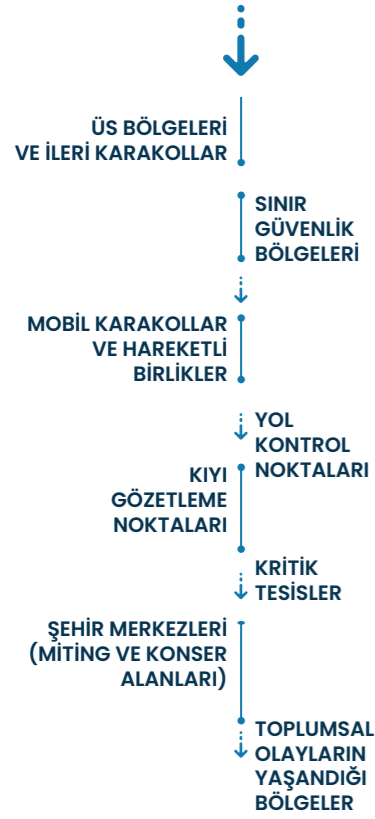 ÜS BÖLGELERİ
VE İLERİ KARAKOLLAR
SINIR
GÜVENLİK
BÖLGELERİ
MOBİL KARAKOLLAR
VE HAREKETLİ
BİRLİKLER
YOL
KONTROL
NOKTALARI
KIYI
GÖZETLEME
NOKTALARI
KRİTİK
TESİSLER
ŞEHİR MERKEZLERİ
(MİTİNG VE KONSER
ALANLARI)
TOPLUMSAL
OLAYLARIN
YAŞANDIĞI
BÖLGELER